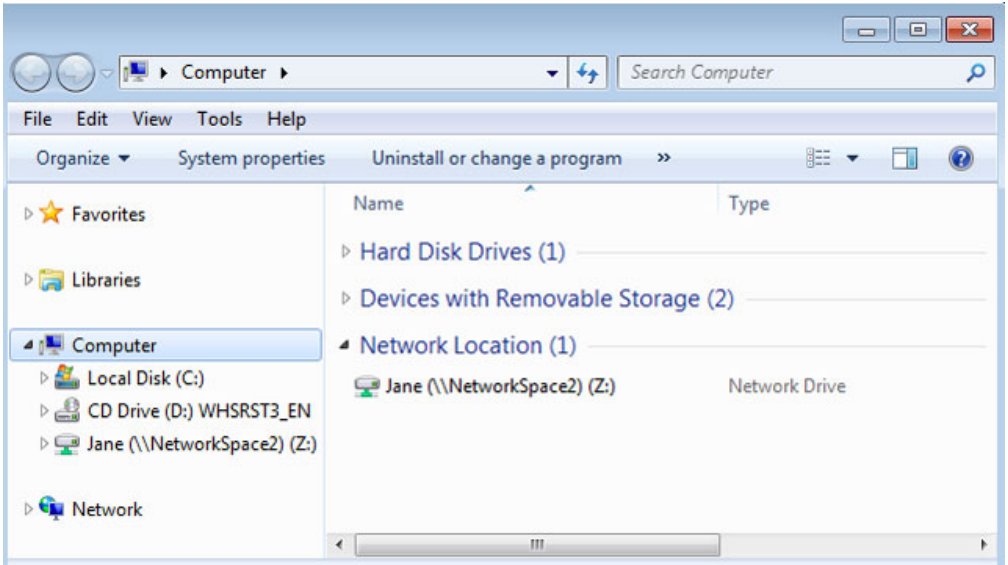 Computer
Search Computer
File Edit View Tools Help
Organize System properties Uninstall or change a program »
Favorites
Libraries
Computer
Local Disk (C:)
CD Drive (D:) WHSRST3_EN
Jane (\\NetworkSpace2) (Z:)
Network
Name Type
Hard Disk Drives (1)
Devices with Removable Storage (2)
Network Location (1)
Jane (\\NetworkSpace2) (Z:) Network Drive